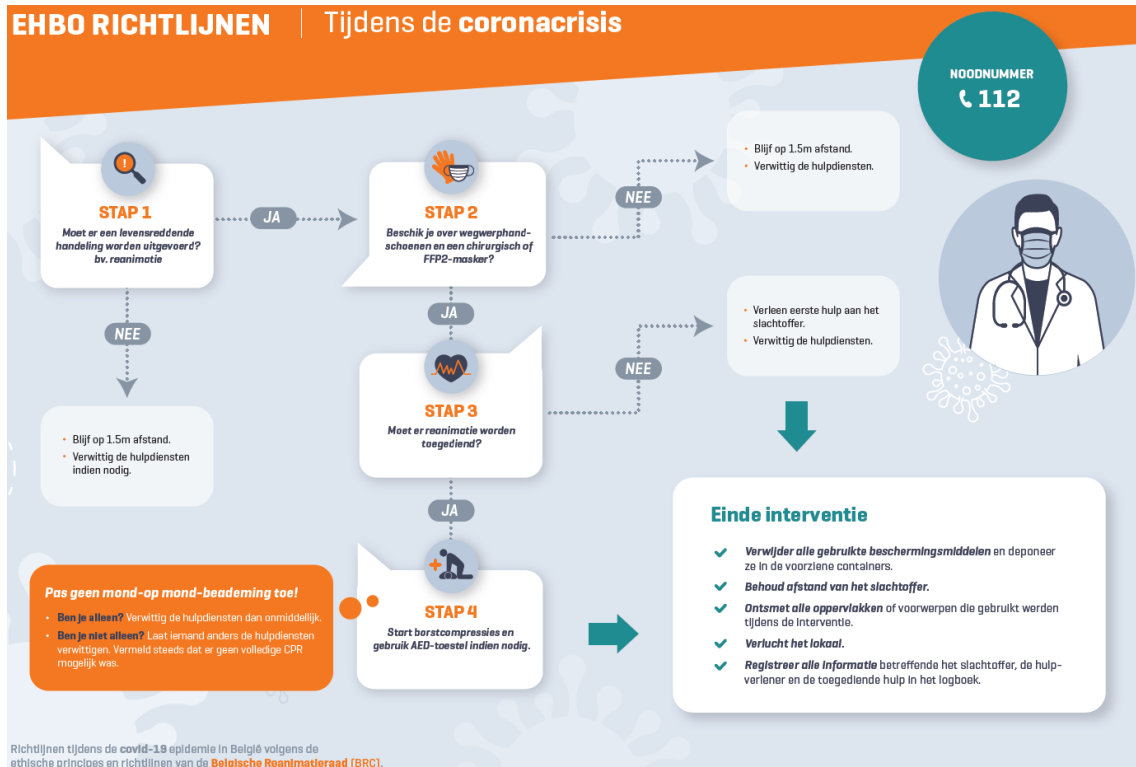 EHBO RICHTLIJNEN
Tijdens de coronacrisis
NOODNUMMER
112
STAP 1
Moet er een levensreddende
handeling worden uitgevoerd?
bv. reanimatie
JA
STAP 2
Beschik je over wegwerphand-
schoenen en een chirurgisch of
FFP2-masker?
NEE
• Blijf op 1.5m afstand.
• Verwittig de hulpdiensten.
NEE
• Blijf op 1.5m afstand.
• Verwittig de hulpdiensten
indien nodig.
JA
STAP 3
Moet er reanimatie worden
toegediend?
NEE
• Verleen eerste hulp aan het
slachtoffer.
• Verwittig de hulpdiensten.
JA
STAP 4
Start borstcompressies en
gebruik AED-toestel indien nodig.
Pas geen mond-op mond-beademing toe!
• Ben je alleen? Verwittig de hulpdiensten dan onmiddellijk.
• Ben je niet alleen? Laat iemand anders de hulpdiensten
verwittigen. Vermeld steeds dat er geen volledige CPR
mogelijk was.
Einde interventie
Verwijder alle gebruikte beschermingsmiddelen en deponeer
ze in de voorziene containers.
Behoud afstand van het slachtoffer.
Ontsmet alle oppervlakken of voorwerpen die gebruikt werden
tijdens de interventie.
Verlucht het lokaal.
Registreer alle informatie betreffende het slachtoffer, de hulp-
verlener en de toegediende hulp in het logboek.
Richtlijnen tijdens de covid-19 epidemie in België volgens de
ethische principes en richtlijnen van de Belgische Reanimatieraad (BRC).